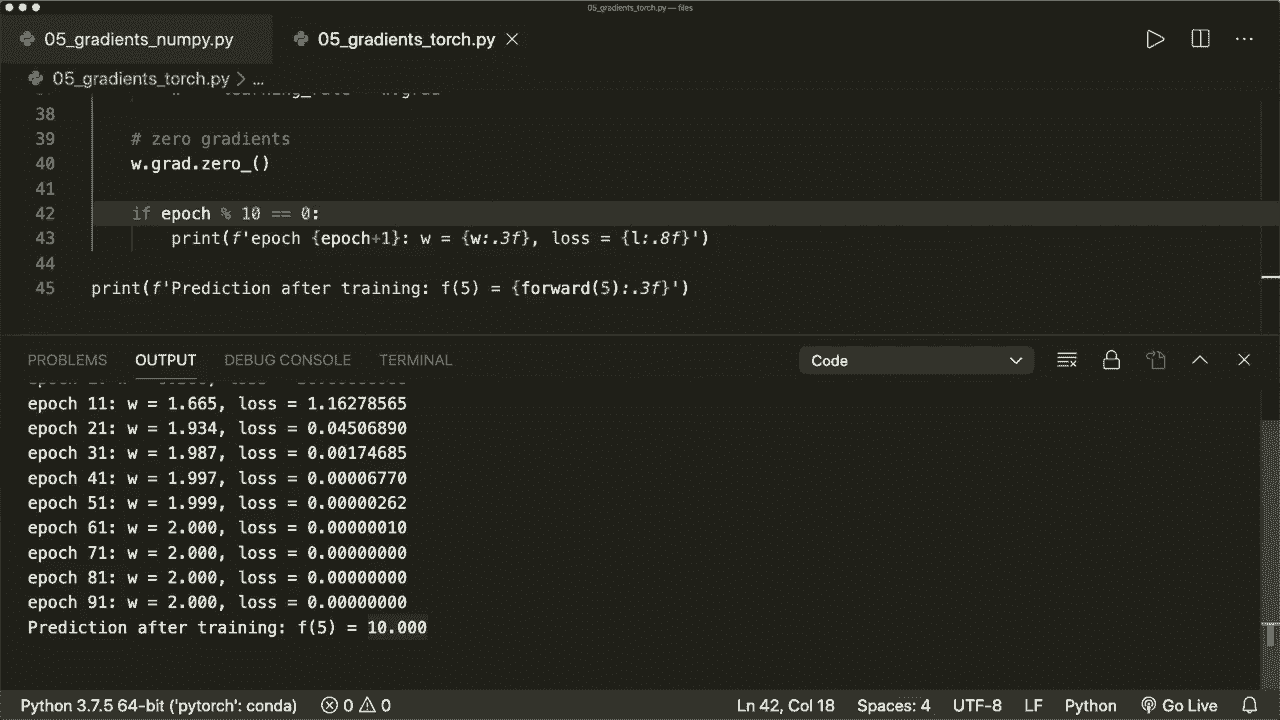 05_gradients_torch.py — files
05_gradients_numpy.py 05_gradients_torch.py
05_gradients_torch.py > ...
38
39 # zero gradients
40 w.grad.zero_()
41
42 if epoch % 10 == 0:
43 print(f'epoch {epoch+1}: w = {w:.3f}, loss = {l:.8f}')
44
45 print(f'Prediction after training: f(5) = {forward(5):.3f}')
PROBLEMS OUTPUT DEBUG CONSOLE TERMINAL Code
epoch 11: w = 1.665, loss = 1.16278565
epoch 21: w = 1.934, loss = 0.04506890
epoch 31: w = 1.987, loss = 0.00174685
epoch 41: w = 1.997, loss = 0.00006770
epoch 51: w = 1.999, loss = 0.00000262
epoch 61: w = 2.000, loss = 0.00000010
epoch 71: w = 2.000, loss = 0.00000000
epoch 81: w = 2.000, loss = 0.00000000
epoch 91: w = 2.000, loss = 0.00000000
Prediction after training: f(5) = 10.000
Python 3.7.5 64-bit ('pytorch': conda) 0 0 Ln 42, Col 18 Spaces: 4 UTF-8 LF Python Go Live